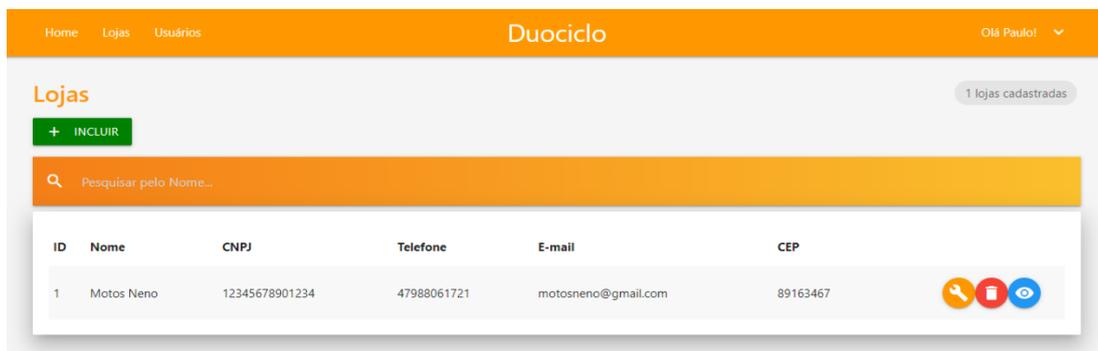 Home Lojas Usuários Duociclo Olá Paulo!
Lojas 1 lojas cadastradas
+ INCLUIR
Pesquisar pelo Nome...
ID Nome CNPJ Telefone E-mail CEP
1 Motos Neno 12345678901234 47988061721 motosneno@gmail.com 89163467